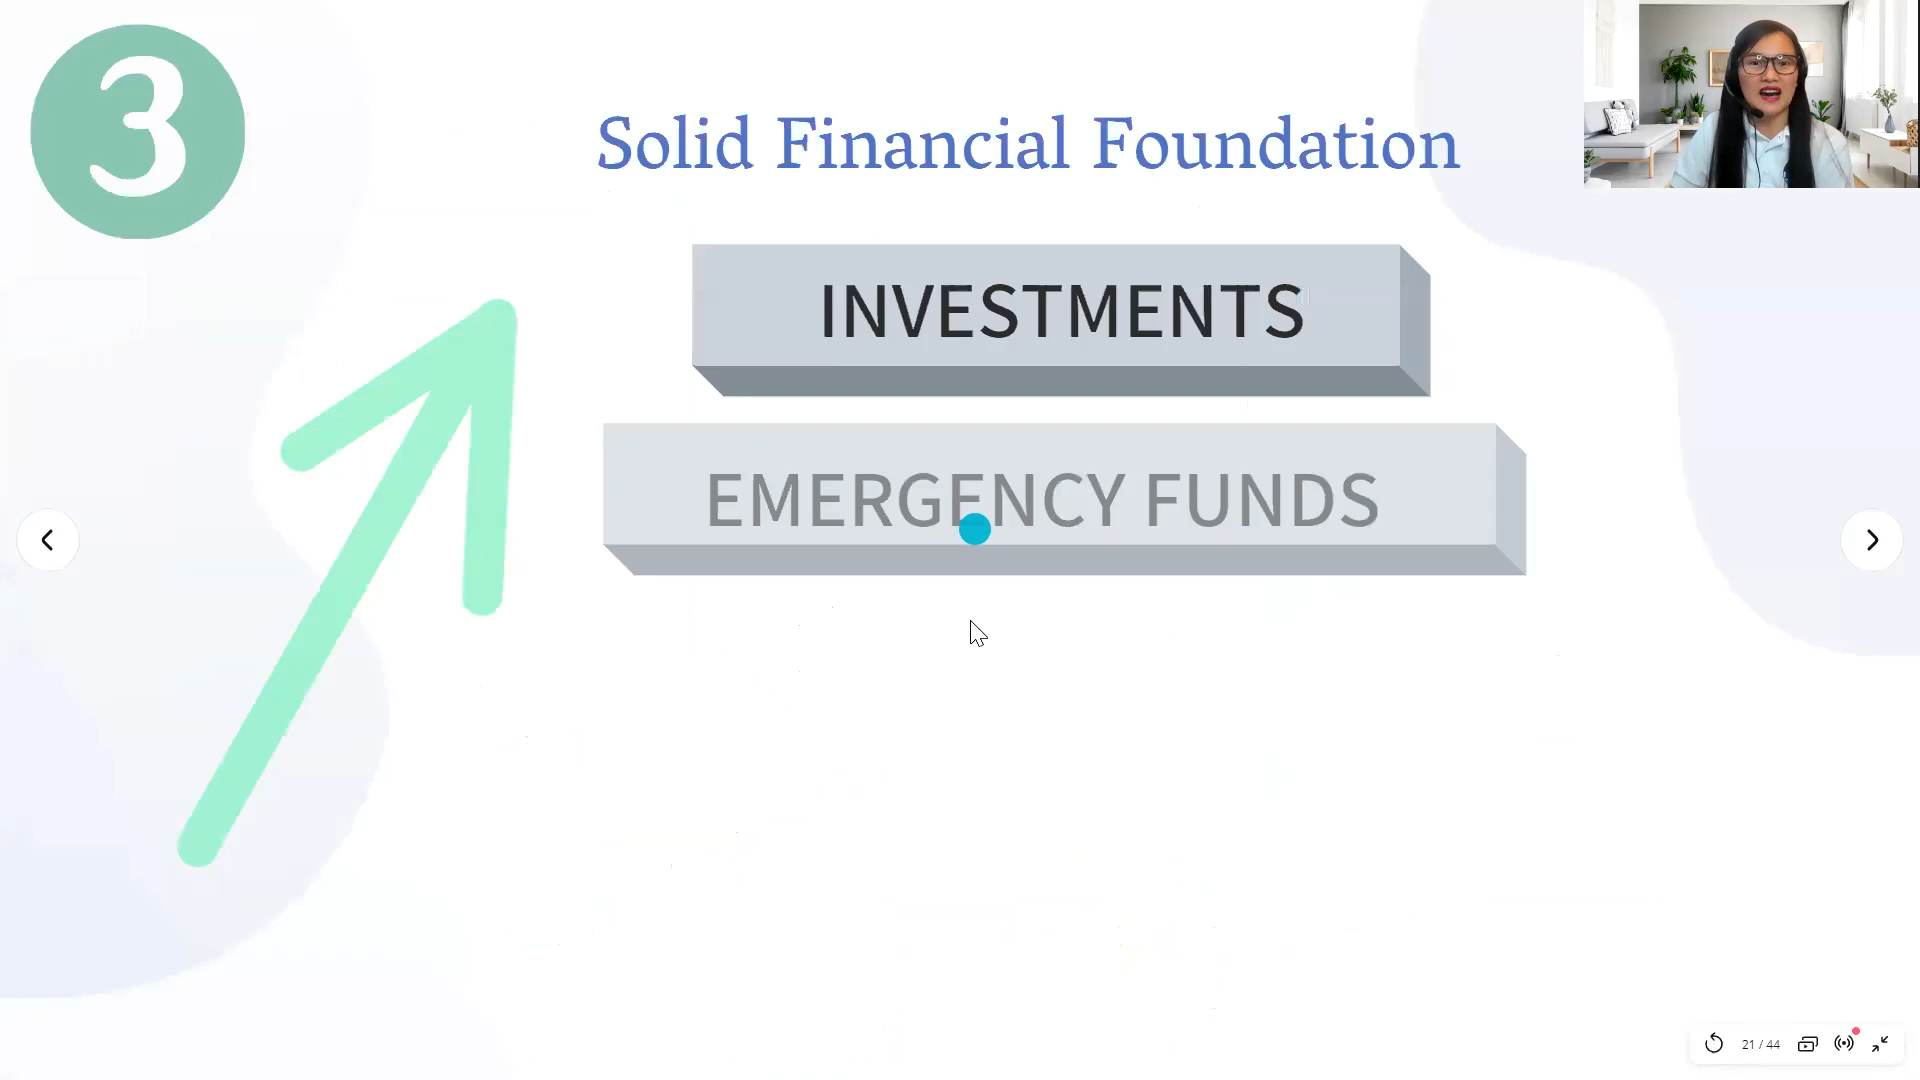 3
Solid Financial Foundation
INVESTMENTS
EMERGENCY FUNDS
21 / 44